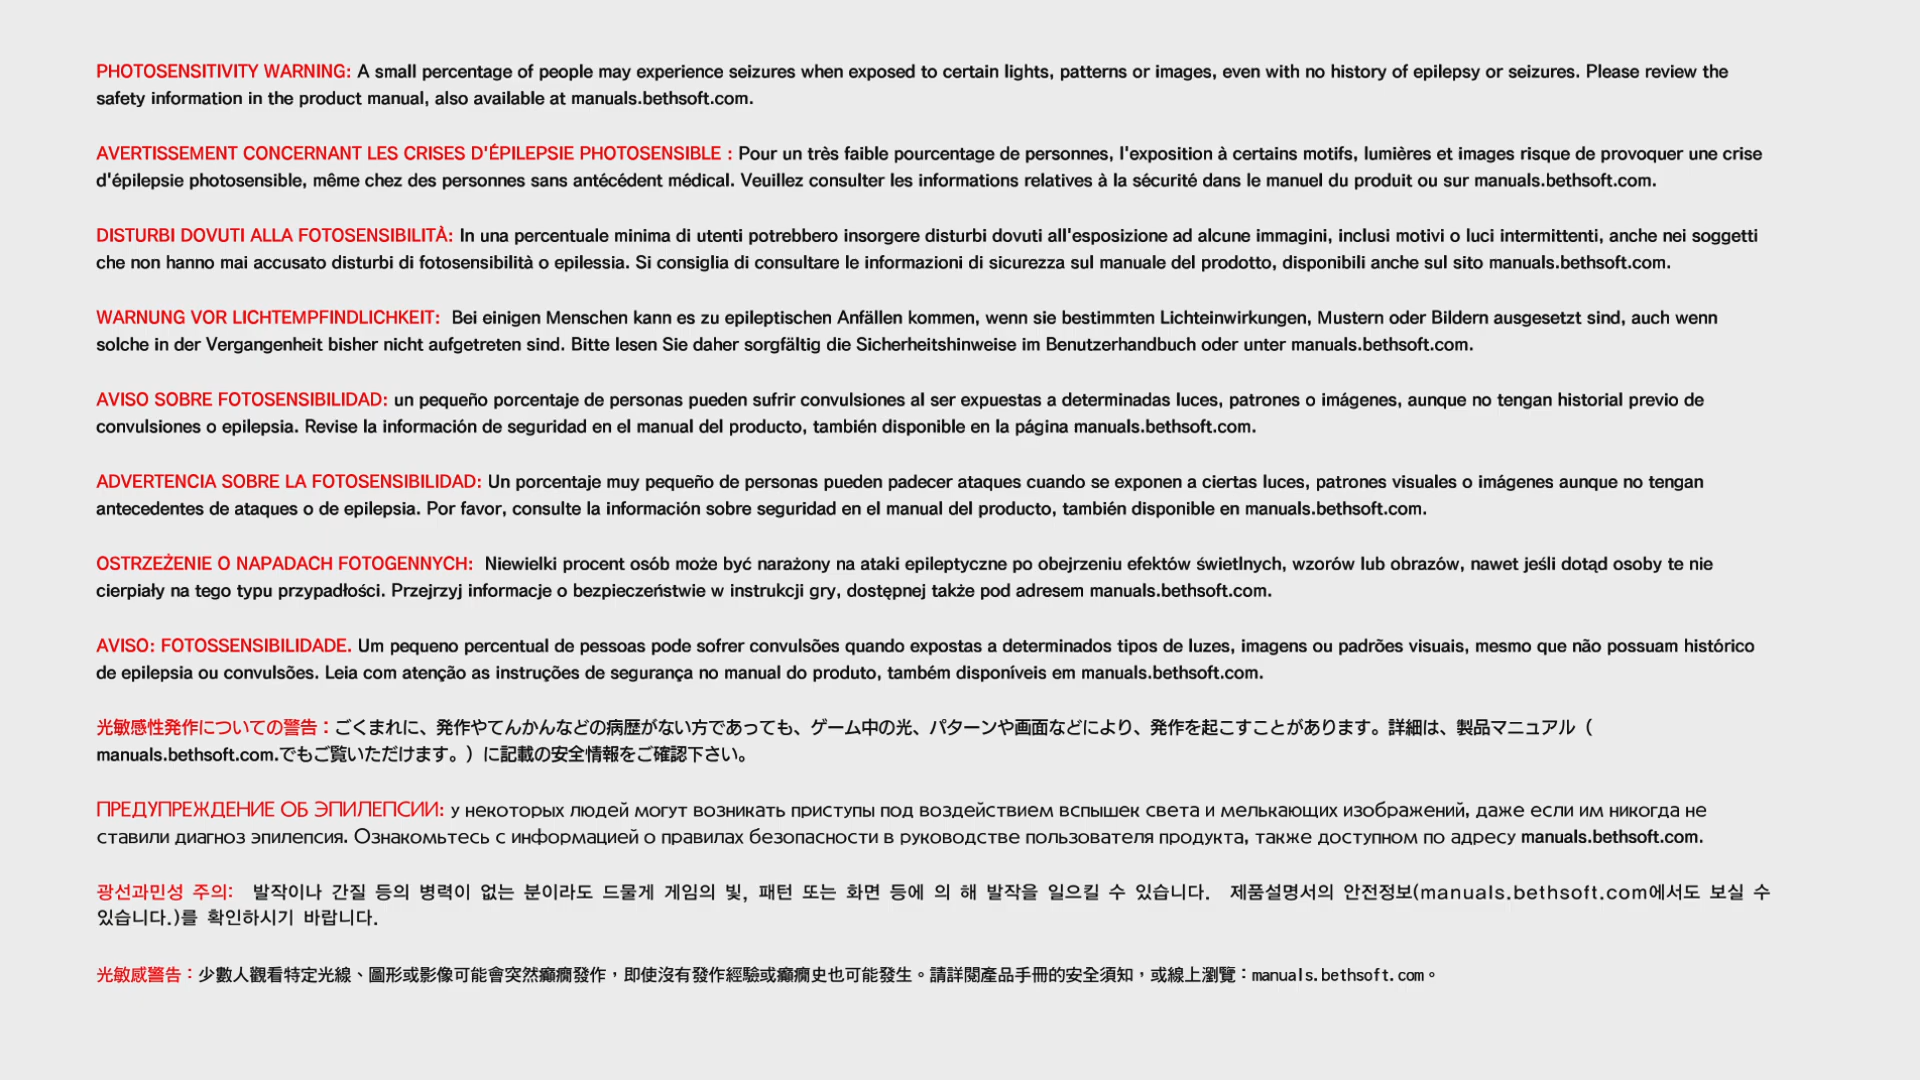 PHOTOSENSITIVITY WARNING: A small percentage of people may experience seizures when exposed to certain lights, patterns or images, even with no history of epilepsy or seizures. Please review the
safety information in the product manual, also available at manuals.bethsoft.com.
AVERTISSEMENT CONCERNANT LES CRISES D'ÉPILEPSIE PHOTOSENSIBLE : Pour un très faible pourcentage de personnes, l'exposition à certains motifs, lumières et images risque de provoquer une crise
d'épilepsie photosensible, même chez des personnes sans antécédent médical. Veuillez consulter les informations relatives à la sécurité dans le manuel du produit ou sur manuals.bethsoft.com.
DISTURBI DOVUTI ALLA FOTOSENSIBILITÀ: In una percentuale minima di utenti potrebbero insorgere disturbi dovuti all'esposizione ad alcune immagini, inclusi motivi o luci intermittenti, anche nei soggetti
che non hanno mai accusato disturbi di fotosensibilità o epilessia. Si consiglia di consultare le informazioni di sicurezza sul manuale del prodotto, disponibili anche sul sito manuals.bethsoft.com.
WARNUNG VOR LICHTEMPFINDLICHKEIT: Bei einigen Menschen kann es zu epileptischen Anfällen kommen, wenn sie bestimmten Lichteinwirkungen, Mustern oder Bildern ausgesetzt sind, auch wenn
solche in der Vergangenheit bisher nicht aufgetreten sind. Bitte lesen Sie daher sorgfältig die Sicherheitshinweise im Benutzerhandbuch oder unter manuals.bethsoft.com.
AVISO SOBRE FOTOSENSIBILIDAD: un pequeño porcentaje de personas pueden sufrir convulsiones al ser expuestas a determinadas luces, patrones o imágenes, aunque no tengan historial previo de
convulsiones o epilepsia. Revise la información de seguridad en el manual del producto, también disponible en la página manuals.bethsoft.com.
ADVERTENCIA SOBRE LA FOTOSENSIBILIDAD: Un porcentaje muy pequeño de personas pueden padecer ataques cuando se exponen a ciertas luces, patrones visuales o imágenes aunque no tengan
antecedentes de ataques o de epilepsia. Por favor, consulte la información sobre seguridad en el manual del producto, también disponible en manuals.bethsoft.com.
OSTRZEŻENIE O NAPADACH FOTOGENNYCH: Niewielki procent osób może być narażony na ataki epileptyczne po obejrzeniu efektów świetlnych, wzorów lub obrazów, nawet jeśli dotąd osoby te nie
cierpiały na tego typu przypadłości. Przejrzyj informacje o bezpieczeństwie w instrukcji gry, dostępnej także pod adresem manuals.bethsoft.com.
AVISO: FOTOSSENSIBILIDADE. Um pequeno percentual de pessoas pode sofrer convulsões quando expostas a determinados tipos de luzes, imagens ou padrões visuais, mesmo que não possuam histórico
de epilepsia ou convulsões. Leia com atenção as instruções de segurança no manual do produto, também disponíveis em manuals.bethsoft.com.
光敏感性発作についての警告：ごくまれに、発作やてんかんなどの病歴がない方であっても、ゲーム中の光、パターンや画面などにより、発作を起こすことがあります。詳細は、製品マニュアル（
manuals.bethsoft.com.でもご覧いただけます。）に記載の安全情報をご確認下さい。
ПРЕДУПРЕЖДЕНИЕ ОБ ЭПИЛЕПСИИ: у некоторых людей могут возникать приступы под воздействием вспышек света и мелькающих изображений, даже если им никогда не
ставили диагноз эпилепсия. Ознакомьтесь с информацией о правилах безопасности в руководстве пользователя продукта, также доступном по адресу manuals.bethsoft.com.
광선과민성 주의: 발작이나 간질 등의 병력이 없는 분이라도 드물게 게임의 빛, 패턴 또는 화면 등에 의 해 발작을 일으킬 수 있습니다. 제품설명서의 안전정보(manuals.bethsoft.com에서도 보실 수
있습니다.)를 확인하시기 바랍니다.
光敏感警告：少數人觀看特定光線、圖形或影像可能會突然癲癇發作，即使沒有發作經驗或癲癇史也可能發生。請詳閱產品手冊的安全須知，或線上瀏覽：manuals.bethsoft.com。